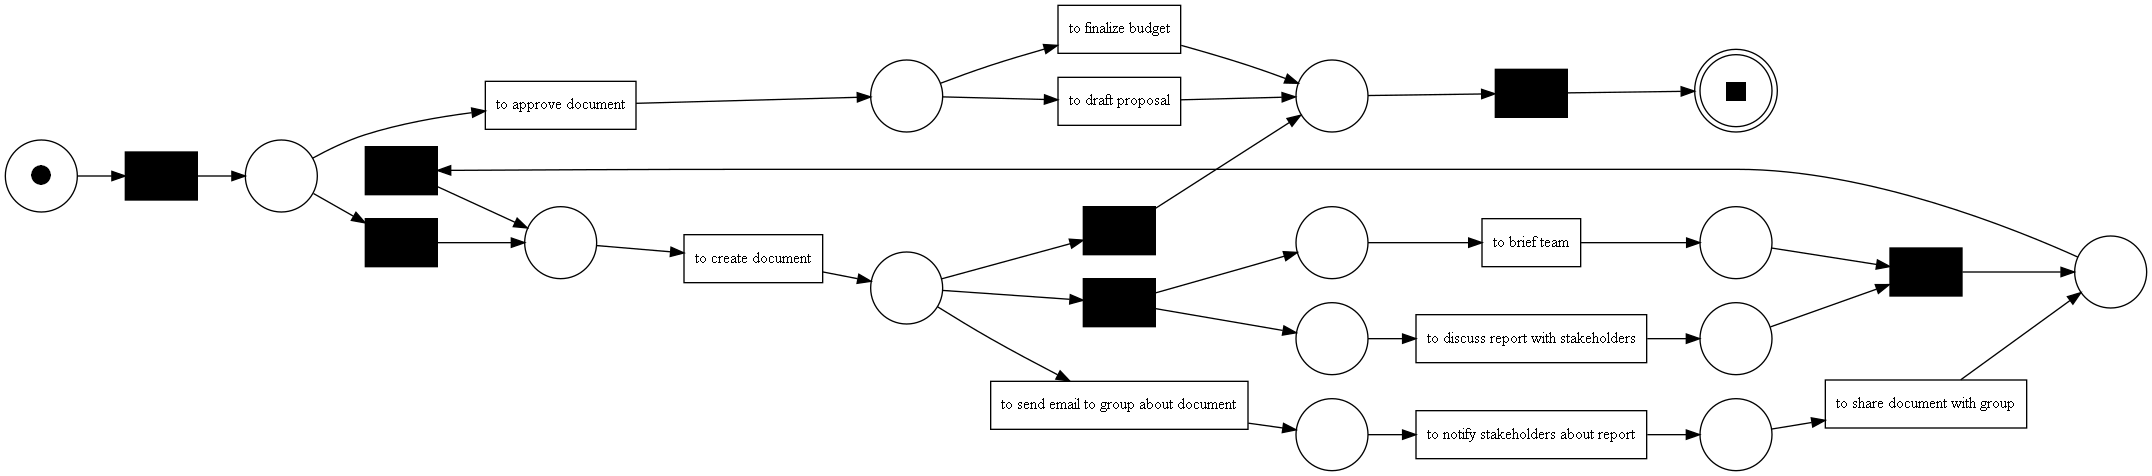 to finalize budget
to approve document
to draft proposal
to create document
to brief team
to discuss report with stakeholders
to send email to group about document
to notify stakeholders about report
to share document with group